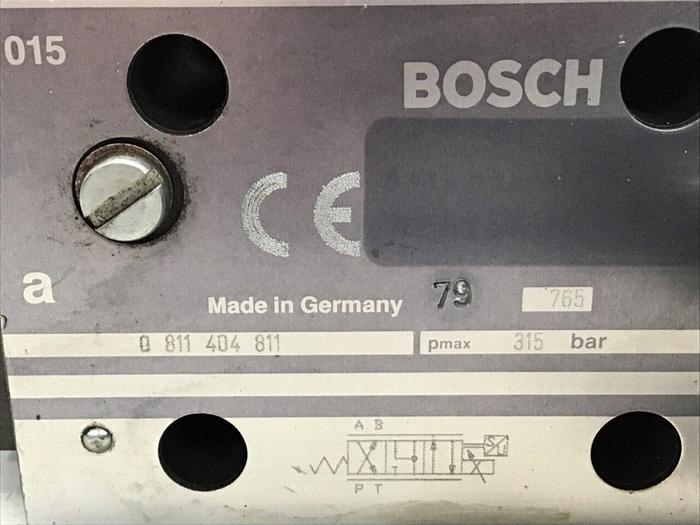 015
BOSCH
CE
a
Made in Germany 79 765
0 811 404 811 pmax 315 bar
A B
S
U
T
P T